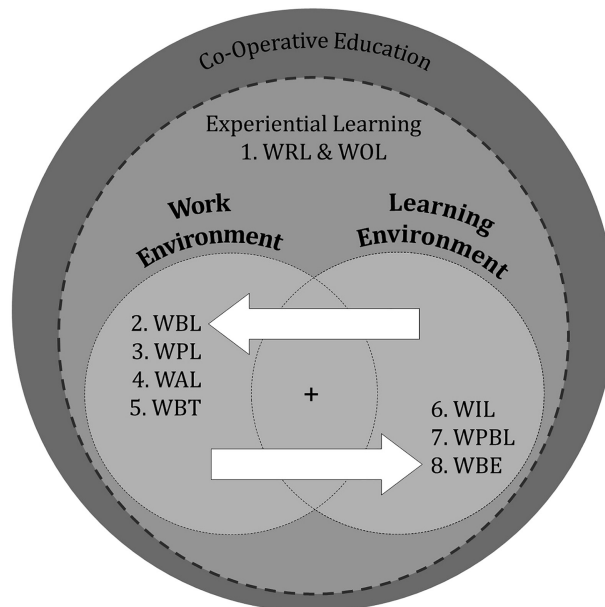 Co-Operative Education
Experiential Learning
1. WRL & WOL
Work
Environment
Learning
Environment
2. WBL
3. WPL
4. WAL
5. WBT
+
6. WIL
7. WPBL
8. WBE